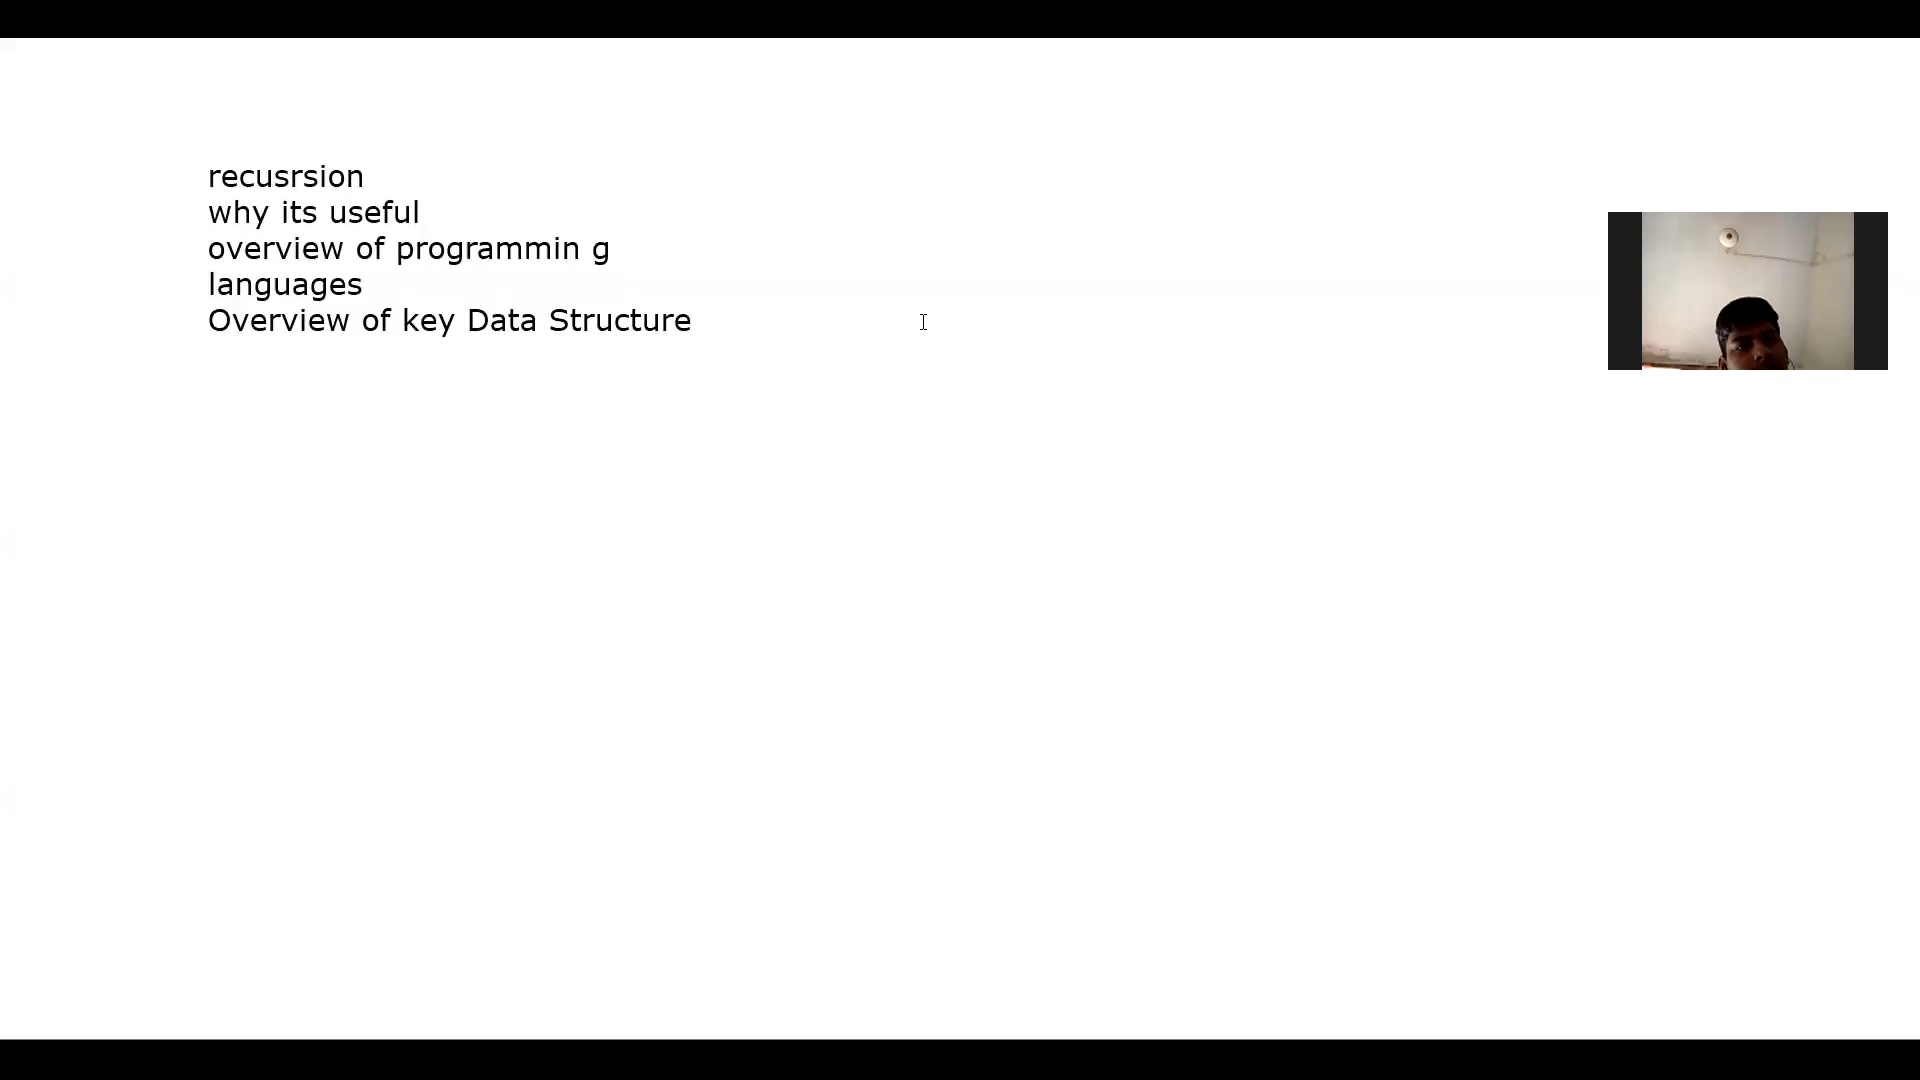 recusrsion
why its useful
overview of programmin g
languages
Overview of key Data Structure